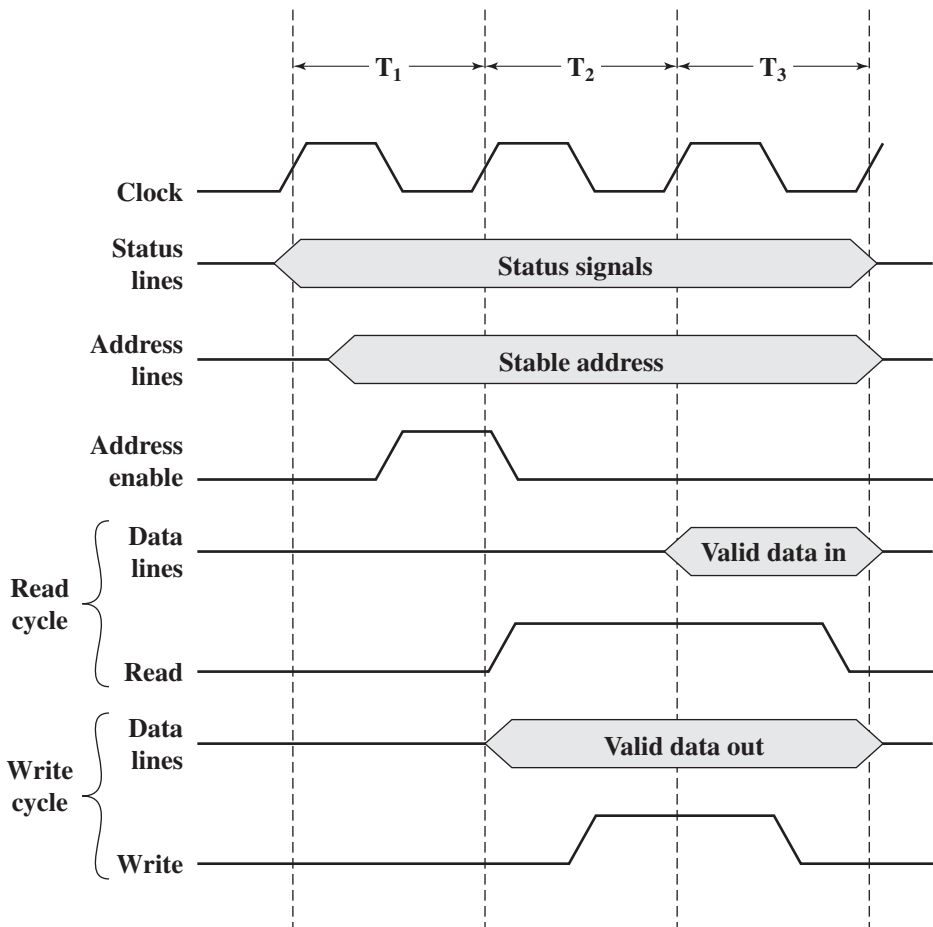 T1 T2 T3
Clock
Status
lines
Status signals
Address
lines
Stable address
Address
enable
Read
cycle
Data
lines
Valid data in
Read
Write
cycle
Data
lines
Valid data out
Write